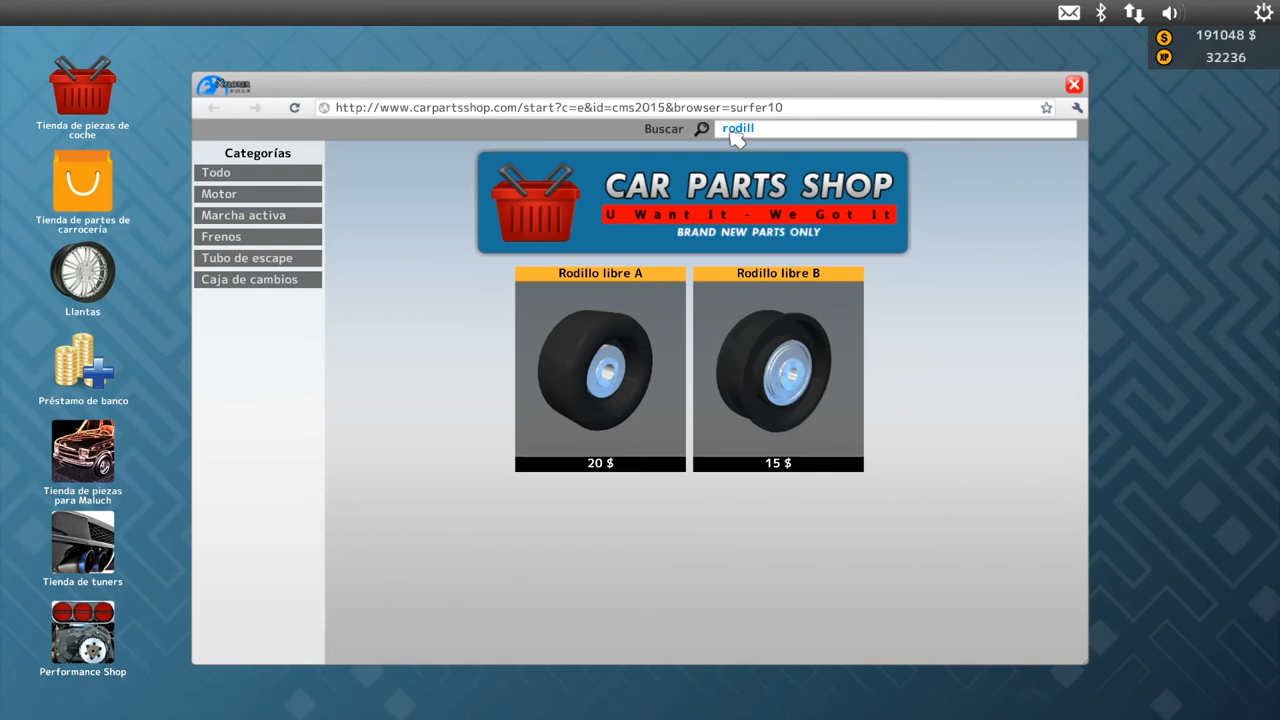 191048 $
32236
Tienda de piezas de
coche
Tienda de partes de
carrocería
Llantas
Préstamo de banco
Tienda de piezas
para Maluch
Tienda de tuners
Performance Shop
http://www.carpartsshop.com/start?c=e&id=cms2015&browser=surfer10
Buscar
rodill
Categorías
Todo
Motor
Marcha activa
Frenos
Tubo de escape
Caja de cambios
CAR PARTS SHOP
U Want It - We Got It
BRAND NEW PARTS ONLY
Rodillo libre A
20 $
Rodillo libre B
15 $